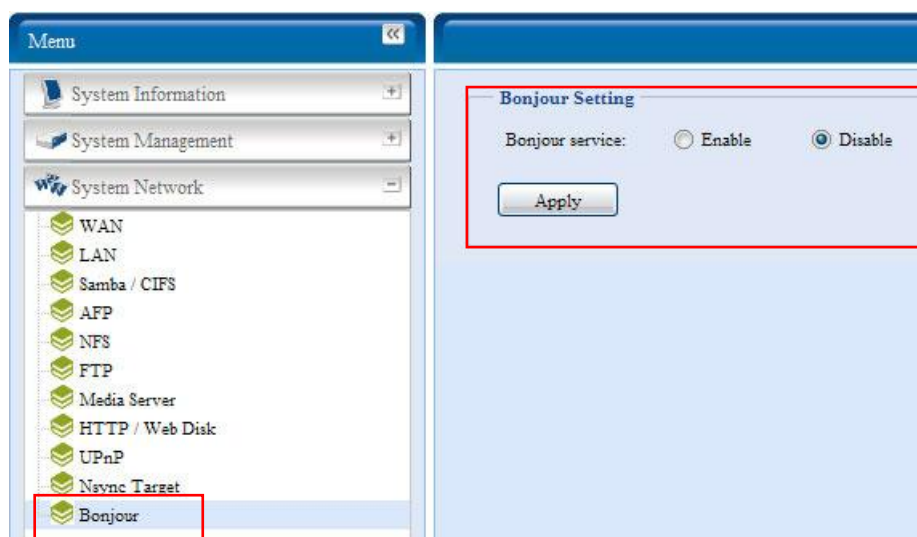 Menu
System Information
System Management
System Network
WAN
LAN
Samba / CIFS
AFP
NFS
FTP
Media Server
HTTP / Web Disk
UPnP
Nsync Target
Bonjour
Bonjour Setting
Bonjour service: Enable Disable
Apply